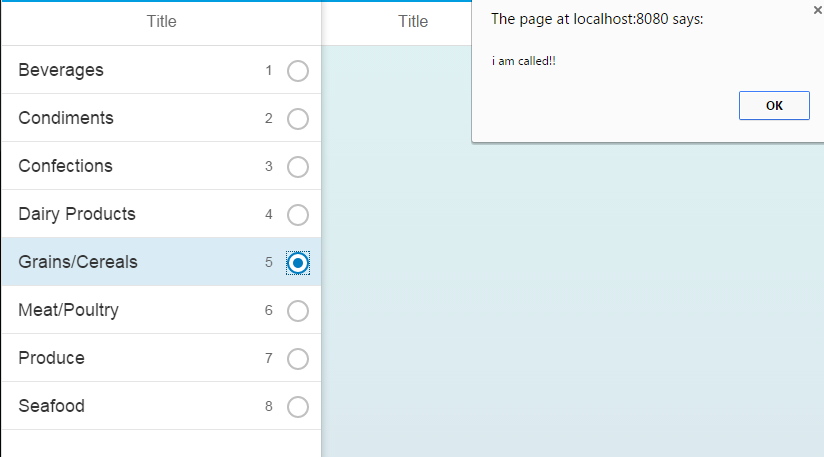 Title
Beverages 1
Condiments 2
Confections 3
Dairy Products 4
Grains/Cereals 5
Meat/Poultry 6
Produce 7
Seafood 8
Title
The page at localhost:8080 says:
i am called!!
OK